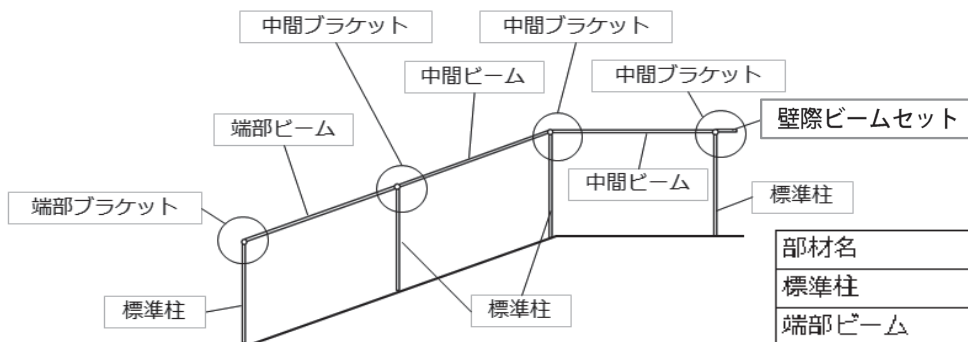 中間ブラケット
中間ブラケット
中間ビーム
中間ブラケット
壁際ビームセット
端部ビーム
中間ビーム
標準柱
端部ブラケット
標準柱
標準柱
部材名
標準柱
端部ビーム